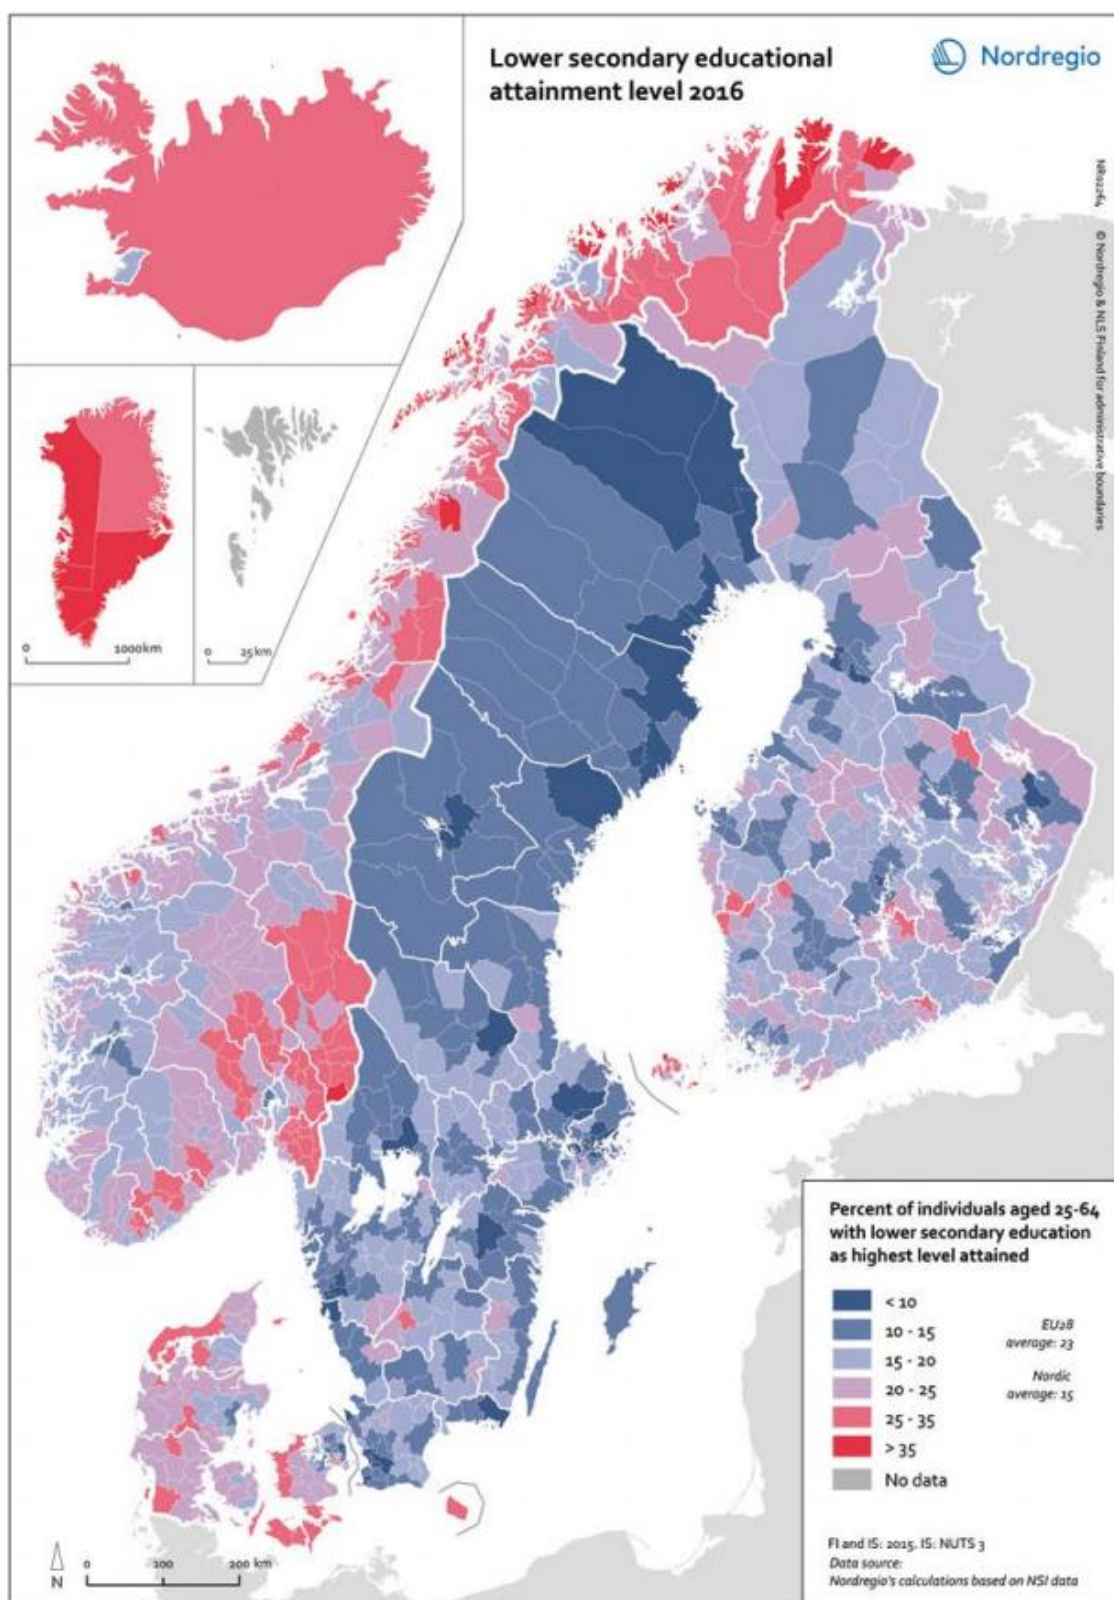 Lower secondary educational
attainment level 2016
Nordregio
NR02264 © Nordregio & NLS Finland for administrative boundaries
0 1000km
0 25km
Percent of individuals aged 25-64
with lower secondary education
as highest level attained
< 10
10 - 15
15 - 20
20 - 25
25 - 35
> 35
No data
EU28
average: 23
Nordic
average: 15
FI and IS: 2015. IS: NUTS 3
Data source:
Nordregio's calculations based on NSI data
N
0 100 200 km